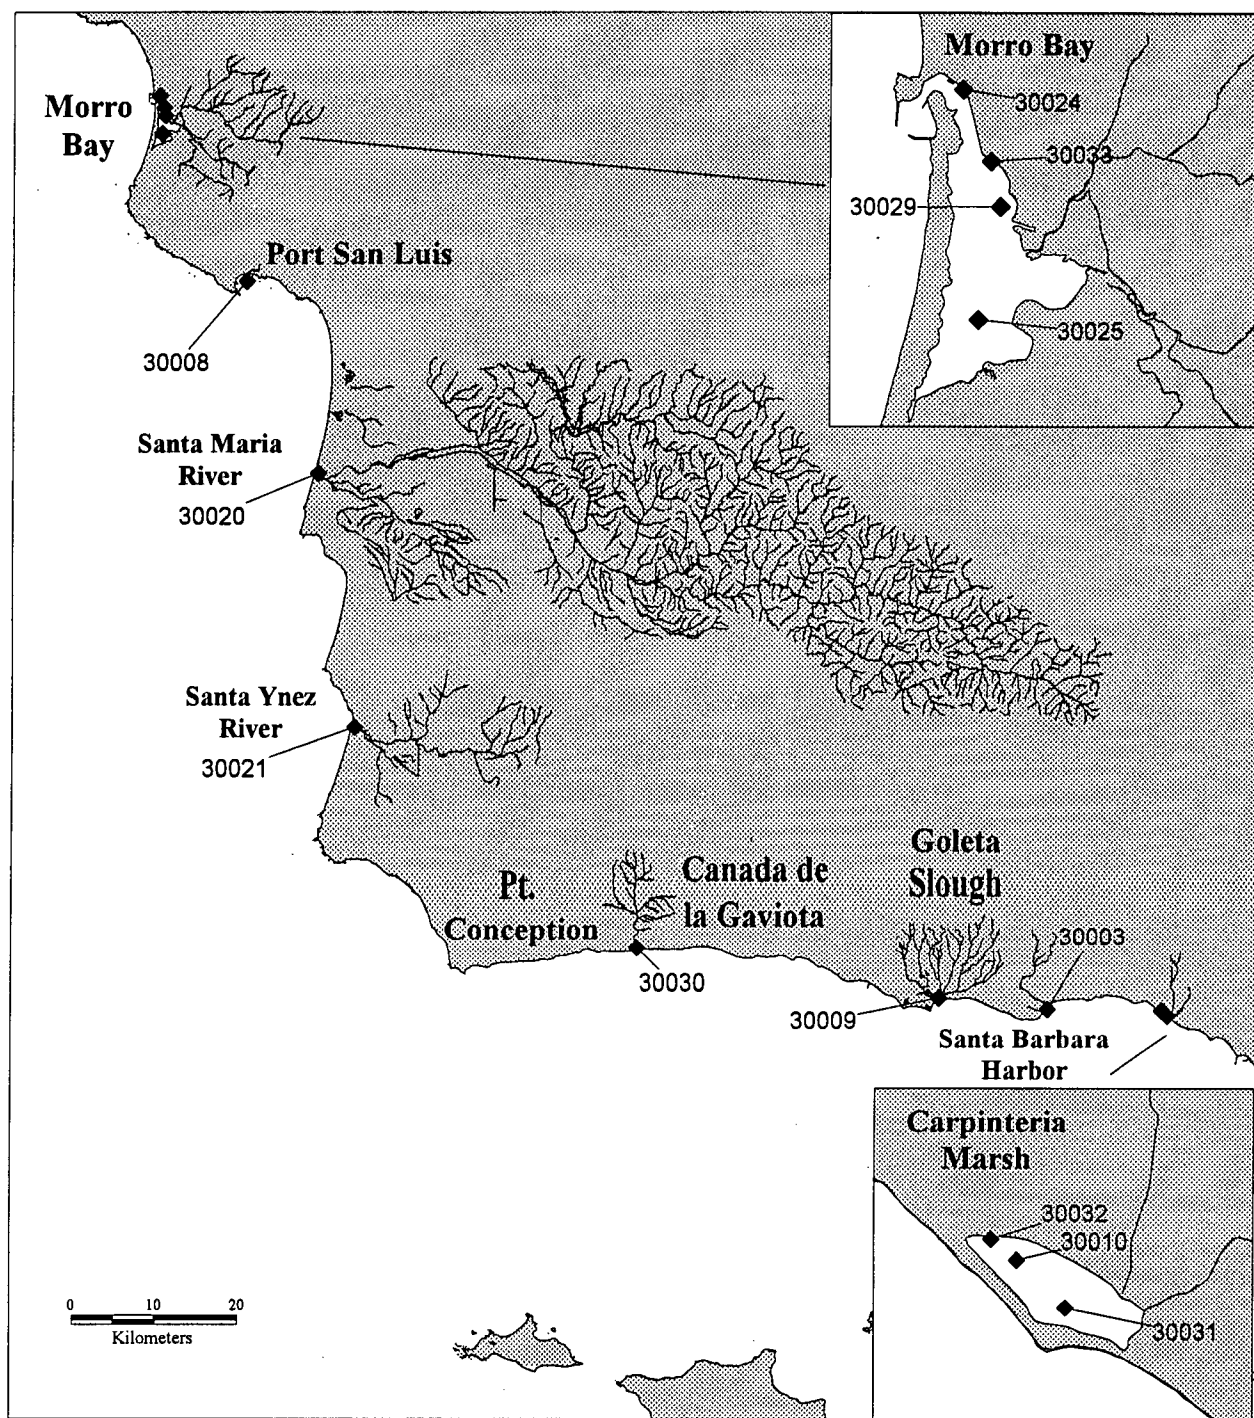 Morro Bay
30024
30033
30029
30025
Morro
Bay
Port San Luis
30008
Santa Maria
River
30020
Santa Ynez
River
30021
Pt.
Conception
Canada de
la Gaviota
30030
Goleta
Slough
30009
30003
Santa Barbara
Harbor
Carpinteria
Marsh
30032
30010
30031
0 10 20
Kilometers